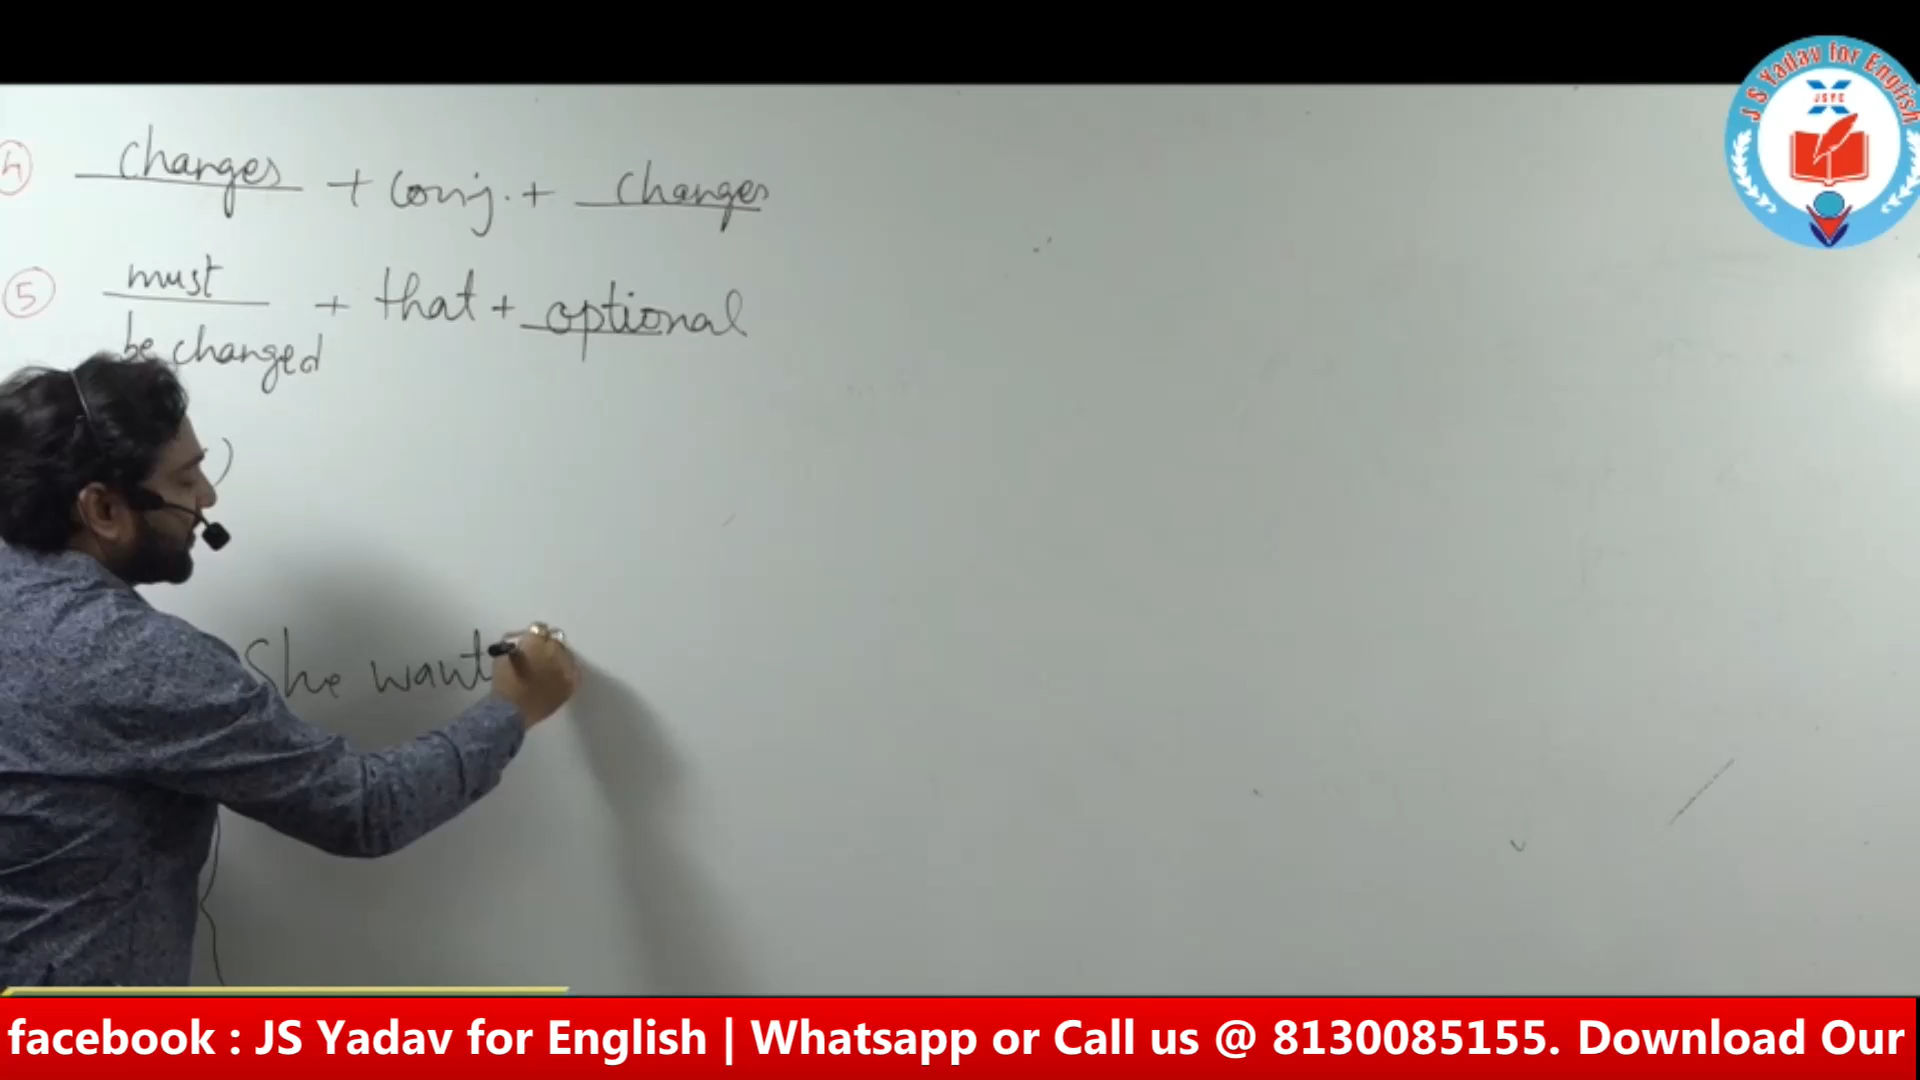 4 changes + conj. + changes
5 must + that + optional
be changed
)
She want
J S Yadav for English
JSYE
facebook : JS Yadav for English | Whatsapp or Call us @ 8130085155. Download Our